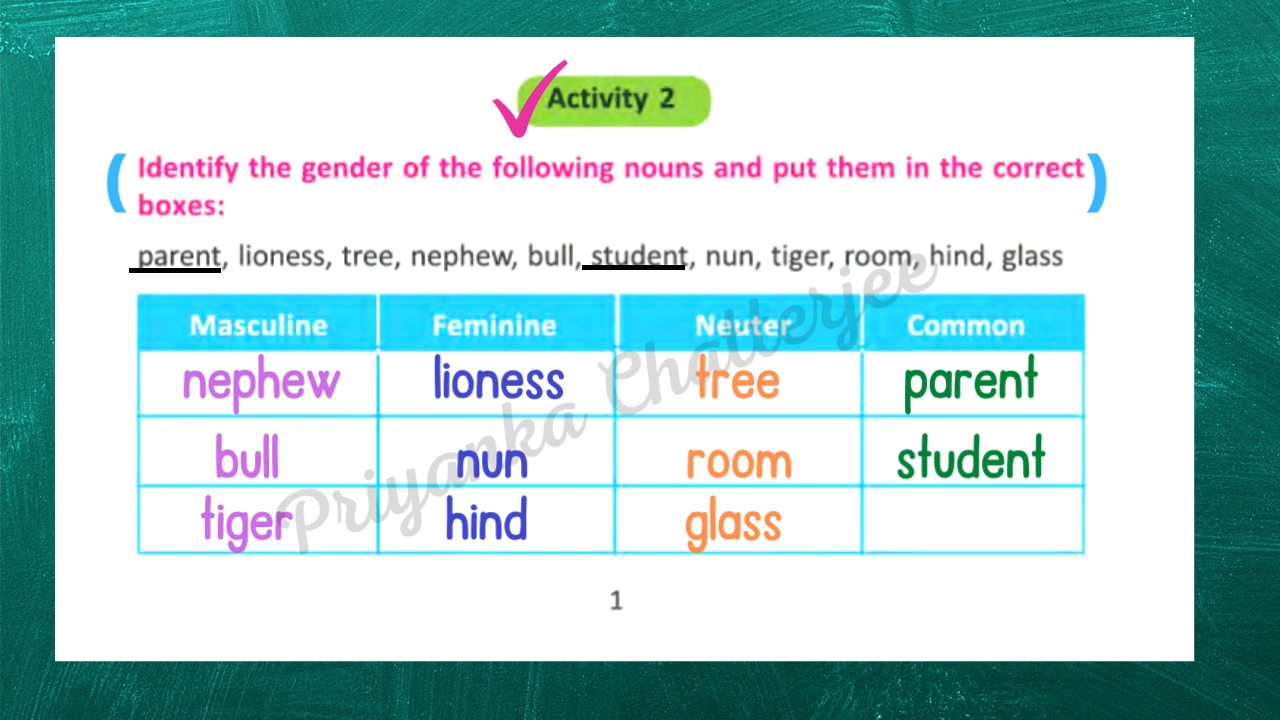 Activity 2
Identify the gender of the following nouns and put them in the correct
boxes:
parent, lioness, tree, nephew, bull, student, nun, tiger, room, hind, glass
Masculine Feminine Neuter Common
nephew lioness tree parent
bull nun room student
tiger hind glass
1
Priyanka Chatterjee